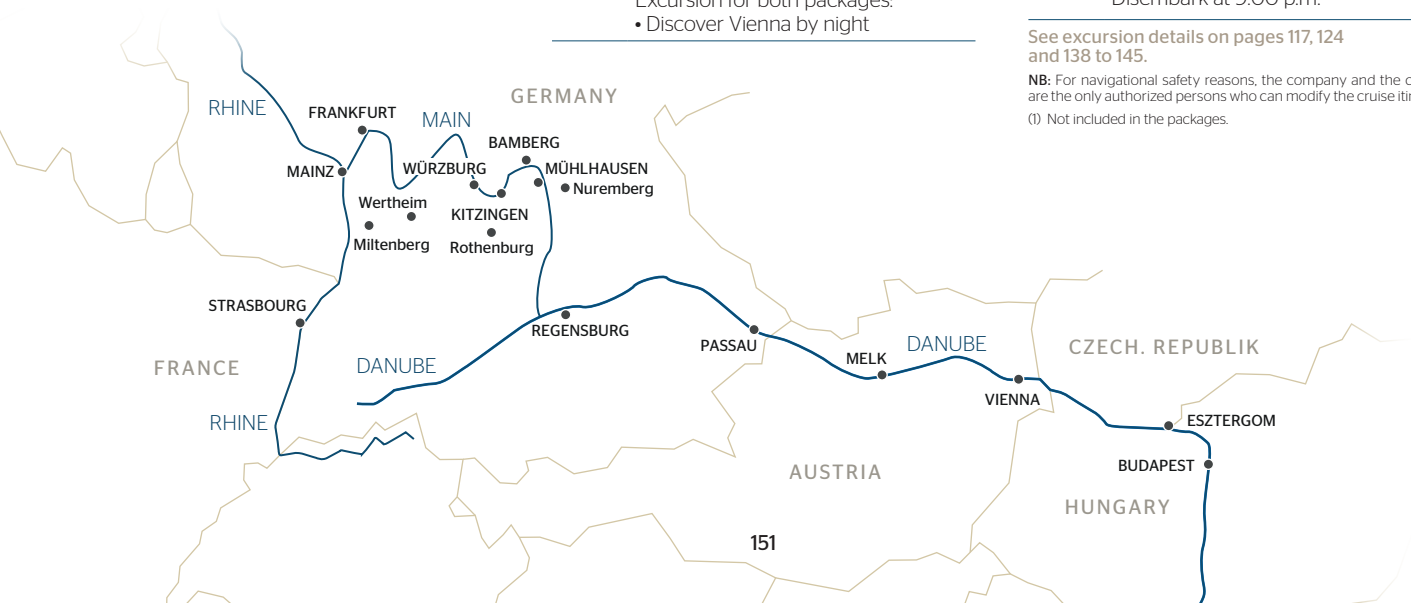 Excursion for both packages:
• Discover Vienna by night
Disembark at 9:00 p.m.
See excursion details on pages 117, 124
and 138 to 145.
NB: For navigational safety reasons, the company and the
are the only authorized persons who can modify the cruise
(1) Not included in the packages.
GERMANY
RHINE
FRANKFURT
MAIN
BAMBERG
MAINZ
WÜRZBURG
MÜHLHAUSEN
Nuremberg
Wertheim
KITZINGEN
Miltenberg
Rothenburg
STRASBOURG
REGENSBURG
PASSAU
MELK
DANUBE
CZECH. REPUBLIK
FRANCE
DANUBE
VIENNA
RHINE
ESZTERGOM
BUDAPEST
AUSTRIA
HUNGARY
151